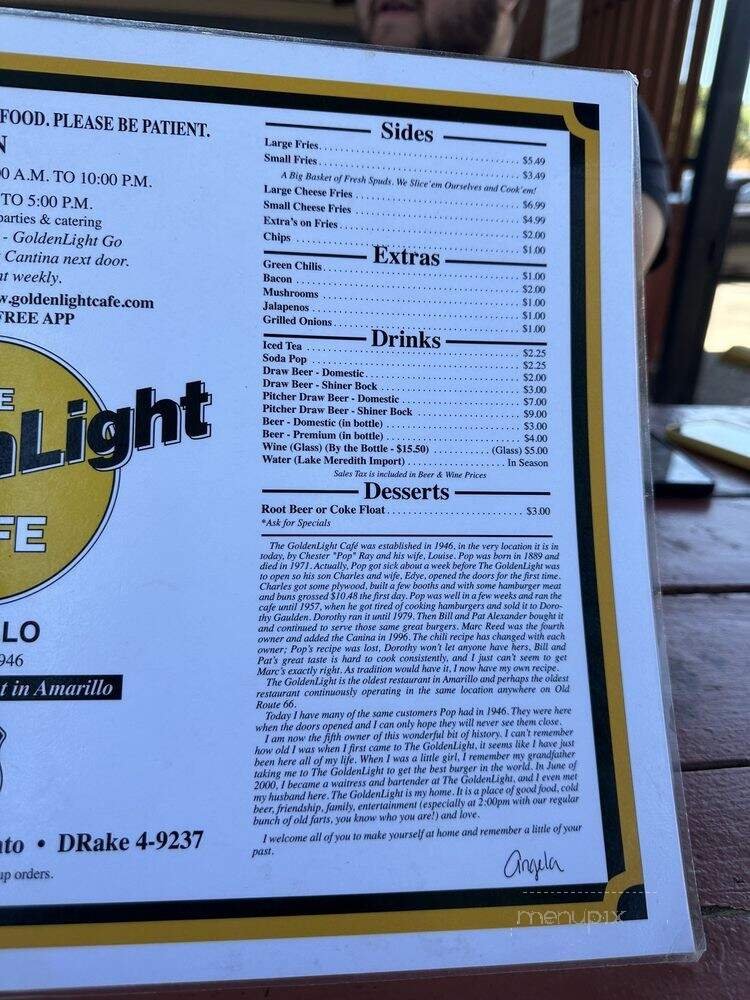 FOOD. PLEASE BE PATIENT.
N
0 A.M. TO 10:00 P.M.
TO 5:00 P.M.
parties & catering
- GoldenLight Go
Cantina next door.
nt weekly.
w.goldenlightcafe.com
FREE APP
E
nLight
FE
LO
946
t in Amarillo
to • DRake 4-9237
up orders.
Sides
Large Fries. $5.49
Small Fries. $3.49
A Big Basket of Fresh Spuds. We Slice'em Ourselves and Cook'em!
Large Cheese Fries $6.99
Small Cheese Fries $4.99
Extra's on Fries. $2.00
Chips $1.00
Extras
Green Chilis. $1.00
Bacon $2.00
Mushrooms $1.00
Jalapenos $1.00
Grilled Onions. $1.00
Drinks
Iced Tea $2.25
Soda Pop $2.25
Draw Beer - Domestic. $2.00
Draw Beer - Shiner Bock $3.00
Pitcher Draw Beer - Domestic $7.00
Pitcher Draw Beer - Shiner Bock $9.00
Beer - Domestic (in bottle) $3.00
Beer - Premium (in bottle) $4.00
Wine (Glass) (By the Bottle - $15.50) (Glass) $5.00
Water (Lake Meredith Import) In Season
Sales Tax is included in Beer & Wine Prices
Desserts
Root Beer or Coke Float $3.00
*Ask for Specials
The GoldenLight Café was established in 1946, in the very location it is in
today, by Chester "Pop" Ray and his wife, Louise. Pop was born in 1889 and
died in 1971. Actually, Pop got sick about a week before The GoldenLight was
to open so his son Charles and wife, Edye, opened the doors for the first time.
Charles got some plywood, built a few booths and with some hamburger meat
and buns grossed $10.48 the first day. Pop was well in a few weeks and ran the
cafe until 1957, when he got tired of cooking hamburgers and sold it to Doro-
thy Gaulden. Dorothy ran it until 1979. Then Bill and Pat Alexander bought it
and continued to serve those same great burgers. Marc Reed was the fourth
owner and added the Canina in 1996. The chili recipe has changed with each
owner; Pop's recipe was lost, Dorothy won't let anyone have hers, Bill and
Pat's great taste is hard to cook consistently, and I just can't seem to get
Marc's exactly right. As tradition would have it, I now have my own recipe.
The GoldenLight is the oldest restaurant in Amarillo and perhaps the oldest
restaurant continuously operating in the same location anywhere on Old
Route 66.
Today I have many of the same customers Pop had in 1946. They were here
when the doors opened and I can only hope they will never see them close.
I am now the fifth owner of this wonderful bit of history. I can't remember
how old I was when I first came to The GoldenLight, it seems like I have just
been here all of my life. When I was a little girl, I remember my grandfather
taking me to The GoldenLight to get the best burger in the world. In June of
2000, I became a waitress and bartender at The GoldenLight, and I even met
my husband here. The GoldenLight is my home. It is a place of good food, cold
beer, friendship, family, entertainment (especially at 2:00pm with our regular
bunch of old farts, you know who you are!) and love.
I welcome all of you to make yourself at home and remember a little of your
past.
Angela
menupix